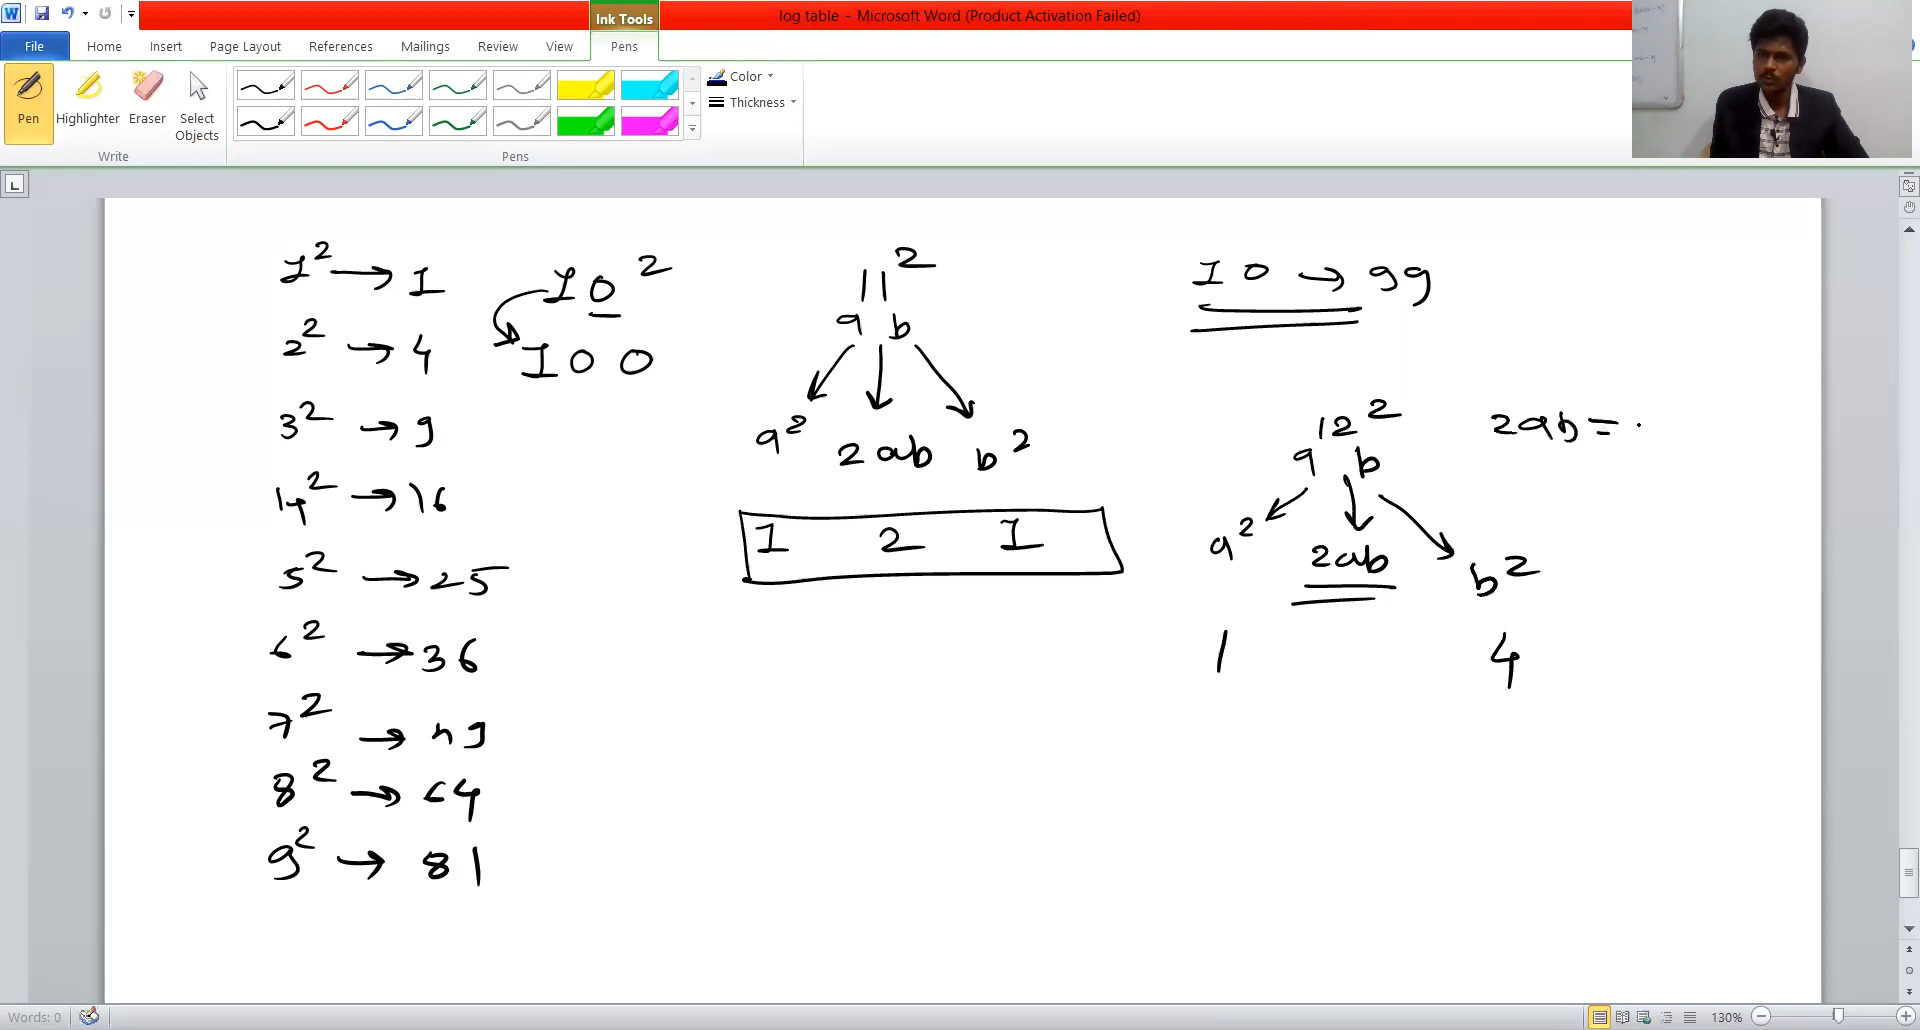 log table - Microsoft Word (Product Activation Failed)
Ink Tools
File Home Insert Page Layout References Mailings Review View Pens
Pen Highlighter Eraser Select Objects
Color
Thickness
Write
Pens
1² → 1
2² → 4
3² → 9
4² → 16
5² → 25
6² → 36
7² → 49
8² → 64
9² → 81
10²
100
11²
a b
a² 2ab b²
1 2 1
10 → 99
12²
a b
a² 2ab b²
1 4
2ab = .
Words: 0
130%